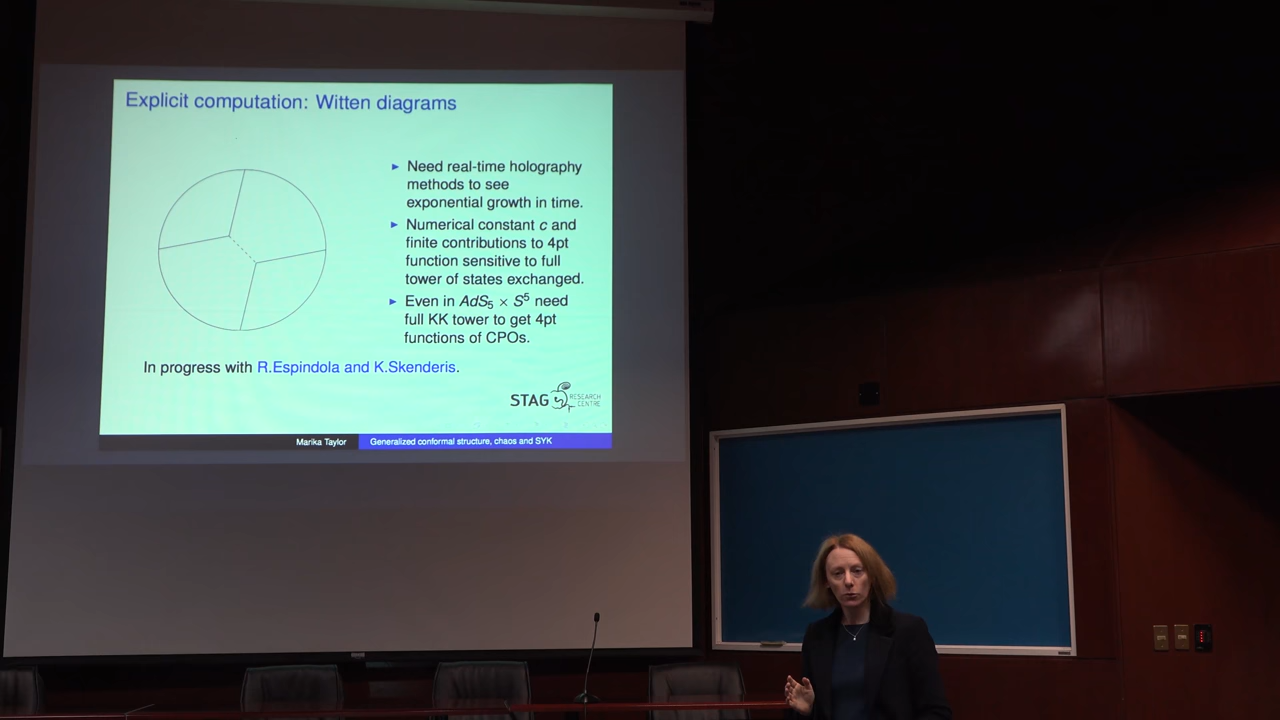 Explicit computation: Witten diagrams
► Need real-time holography
methods to see
exponential growth in time.
► Numerical constant c and
finite contributions to 4pt
function sensitive to full
tower of states exchanged.
► Even in AdS₅ × S⁵ need
full KK tower to get 4pt
functions of CPOs.
In progress with R.Espindola and K.Skenderis.
STAG RESEARCH
CENTRE
Marika Taylor Generalized conformal structure, chaos and SYK